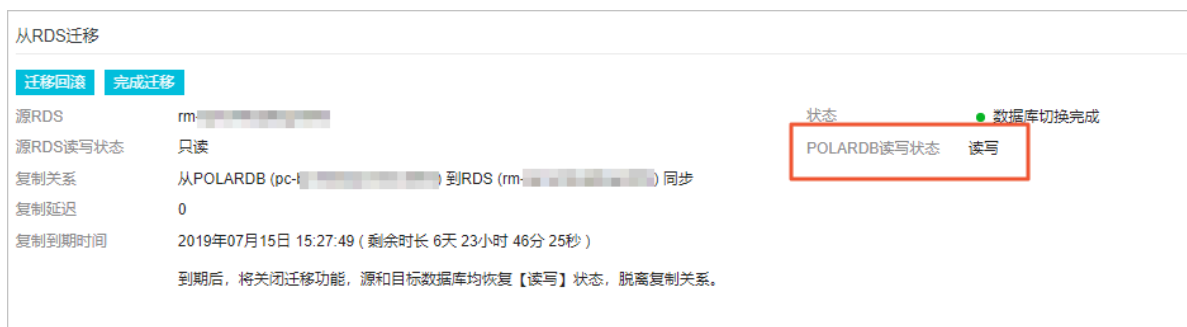 从RDS迁移
迁移回滚 完成迁移
源RDS rm- 状态 数据库切换完成
源RDS读写状态 只读 POLARDB读写状态 读写
复制关系 从POLARDB (pc- ) 到RDS (rm- ) 同步
复制延迟 0
复制到期时间 2019年07月15日 15:27:49 ( 剩余时长 6天 23小时 46分 25秒 )
到期后，将关闭迁移功能，源和目标数据库均恢复【读写】状态，脱离复制关系。